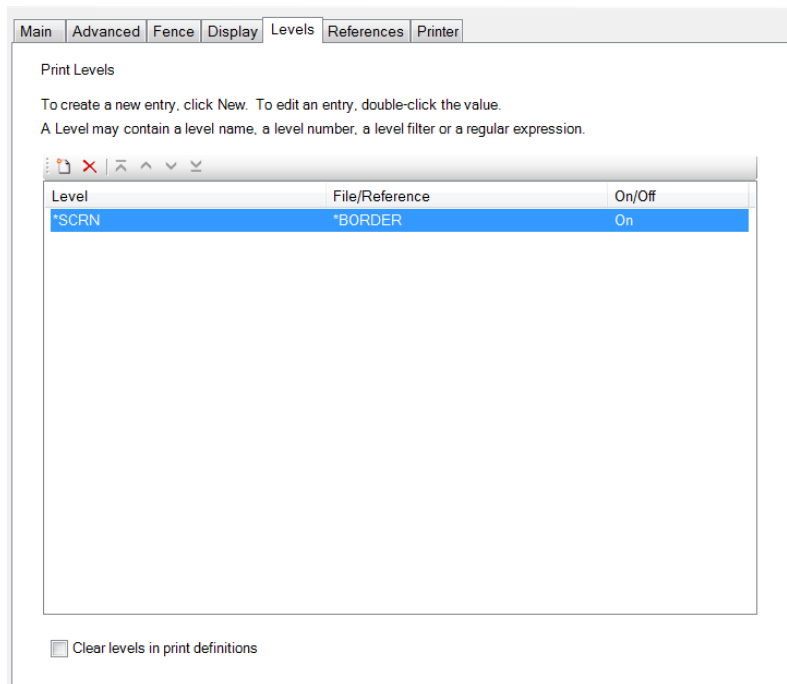 Main Advanced Fence Display Levels References Printer
Print Levels
To create a new entry, click New. To edit an entry, double-click the value.
A Level may contain a level name, a level number, a level filter or a regular expression.
Level File/Reference On/Off
*SCRN *BORDER On
Clear levels in print definitions